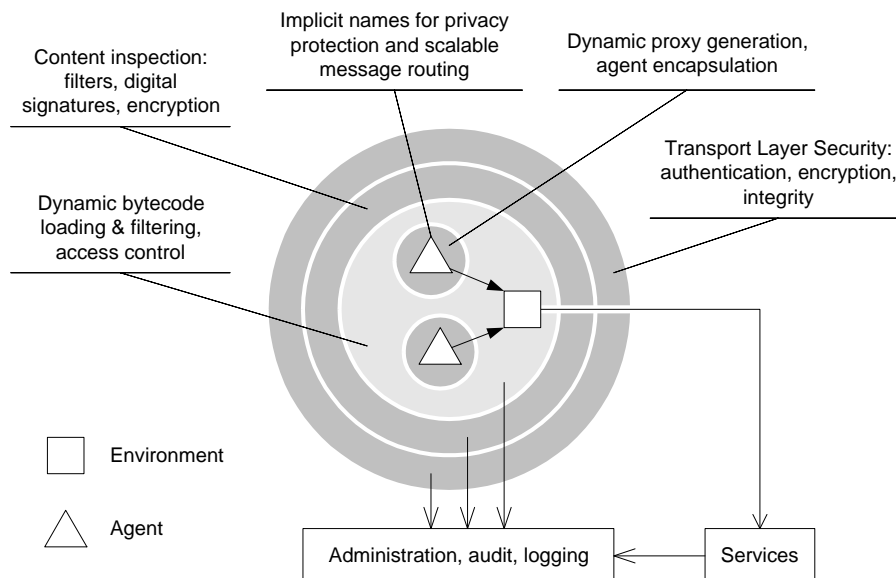 Implicit names for privacy
protection and scalable
message routing
Content inspection:
filters, digital
signatures, encryption
Dynamic proxy generation,
agent encapsulation
Transport Layer Security:
authentication, encryption,
integrity
Dynamic bytecode
loading & filtering,
access control
Environment
Agent
Administration, audit, logging
Services